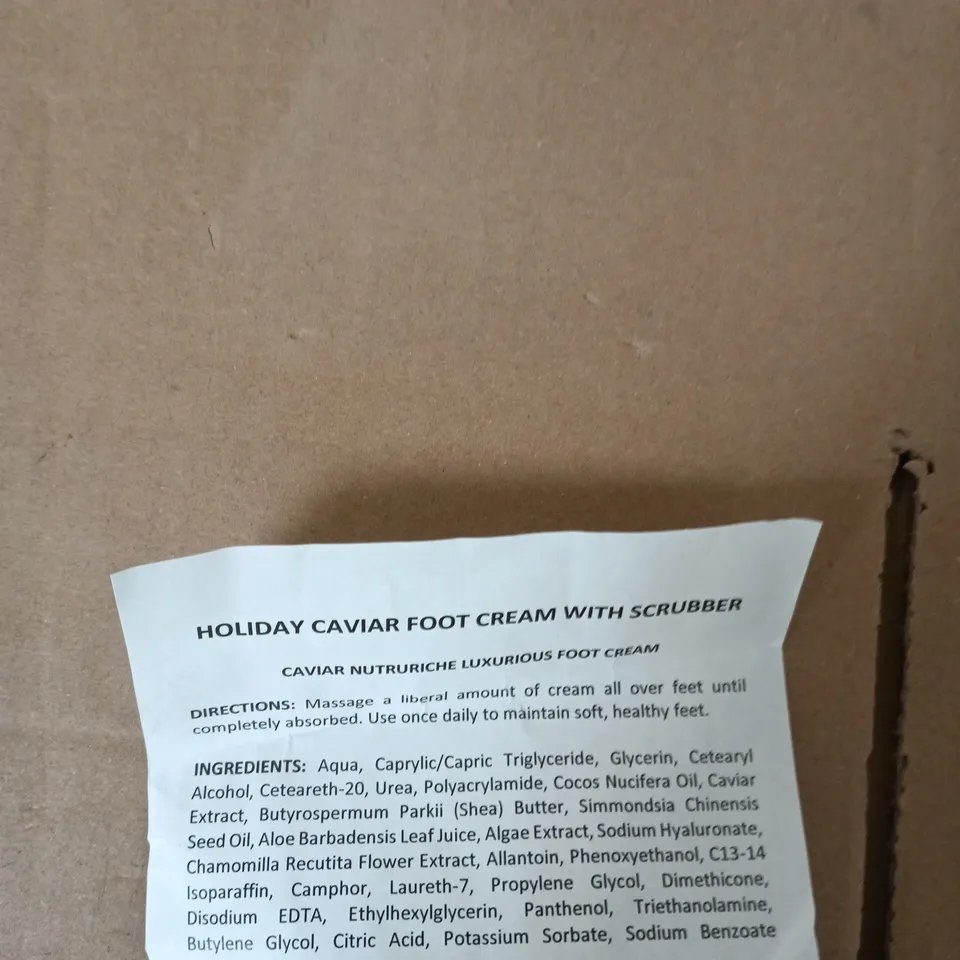 HOLIDAY CAVIAR FOOT CREAM WITH SCRUBBER
CAVIAR NUTRURICHE LUXURIOUS FOOT CREAM
DIRECTIONS: Massage a liberal amount of cream all over feet until
completely absorbed. Use once daily to maintain soft, healthy feet.
INGREDIENTS: Aqua, Caprylic/Capric Triglyceride, Glycerin, Cetearyl
Alcohol, Ceteareth-20, Urea, Polyacrylamide, Cocos Nucifera Oil, Caviar
Extract, Butyrospermum Parkii (Shea) Butter, Simmondsia Chinensis
Seed Oil, Aloe Barbadensis Leaf Juice, Algae Extract, Sodium Hyaluronate,
Chamomilla Recutita Flower Extract, Allantoin, Phenoxyethanol, C13-14
Isoparaffin, Camphor, Laureth-7, Propylene Glycol, Dimethicone,
Disodium EDTA, Ethylhexylglycerin, Panthenol, Triethanolamine,
Butylene Glycol, Citric Acid, Potassium Sorbate, Sodium Benzoate